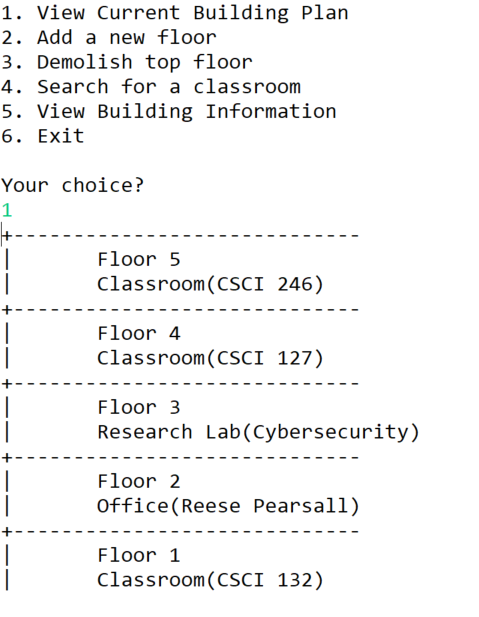 1. View Current Building Plan
2. Add a new floor
3. Demolish top floor
4. Search for a classroom
5. View Building Information
6. Exit
Your choice?
1
+-----------------------------
|       Floor 5
|       Classroom(CSCI 246)
+-----------------------------
|       Floor 4
|       Classroom(CSCI 127)
+-----------------------------
|       Floor 3
|       Research Lab(Cybersecurity)
+-----------------------------
|       Floor 2
|       Office(Reese Pearsall)
+-----------------------------
|       Floor 1
|       Classroom(CSCI 132)